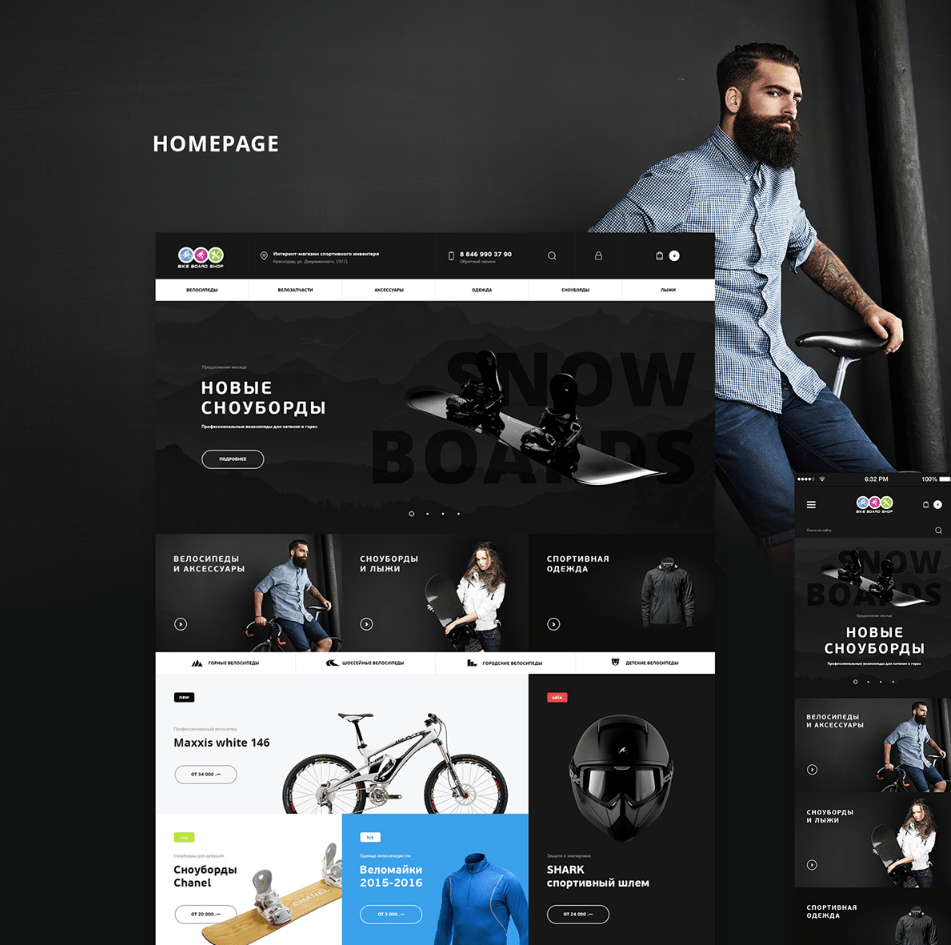 HOMEPAGE
BIKE BOARD SHOP
Интернет-магазин спортивного инвентаря
Краснодар, ул. Дзержинского, 197/1
8 846 990 37 90
Обратный звонок
0
ВЕЛОСИПЕДЫ
ВЕЛОЗАПЧАСТИ
АКСЕССУАРЫ
ОДЕЖДА
СНОУБОРДЫ
ЛЫЖИ
SNOW
BOARDS
Предложение месяца
НОВЫЕ
СНОУБОРДЫ
Профессиональные велосипеды для катания в горах
ПОДРОБНЕЕ
ВЕЛОСИПЕДЫ
И АКСЕССУАРЫ
СНОУБОРДЫ
И ЛЫЖИ
СПОРТИВНАЯ
ОДЕЖДА
ГОРНЫЕ ВЕЛОСИПЕДЫ
ШОССЕЙНЫЕ ВЕЛОСИПЕДЫ
ГОРОДСКИЕ ВЕЛОСИПЕДЫ
ДЕТСКИЕ ВЕЛОСИПЕДЫ
new
Профессиональный велосипед
Maxxis white 146
ОТ 34 000 .—
sale
Защита и экипировка
SHARK
спортивный шлем
ОТ 24 000 .—
Сноуборды для девушек
Сноуборды
Chanel
ОТ 20 000 .—
CHANEL
hit
Одежда велосипедистов
Веломайки
2015-2016
ОТ 3 000 .—
6:32 PM
100%
BIKE BOARD SHOP
Поиск по сайту
SNOW
BOARDS
Предложение месяца
НОВЫЕ
СНОУБОРДЫ
Профессиональные велосипеды для катания в горах
ВЕЛОСИПЕДЫ
И АКСЕССУАРЫ
СНОУБОРДЫ
И ЛЫЖИ
СПОРТИВНАЯ
ОДЕЖДА